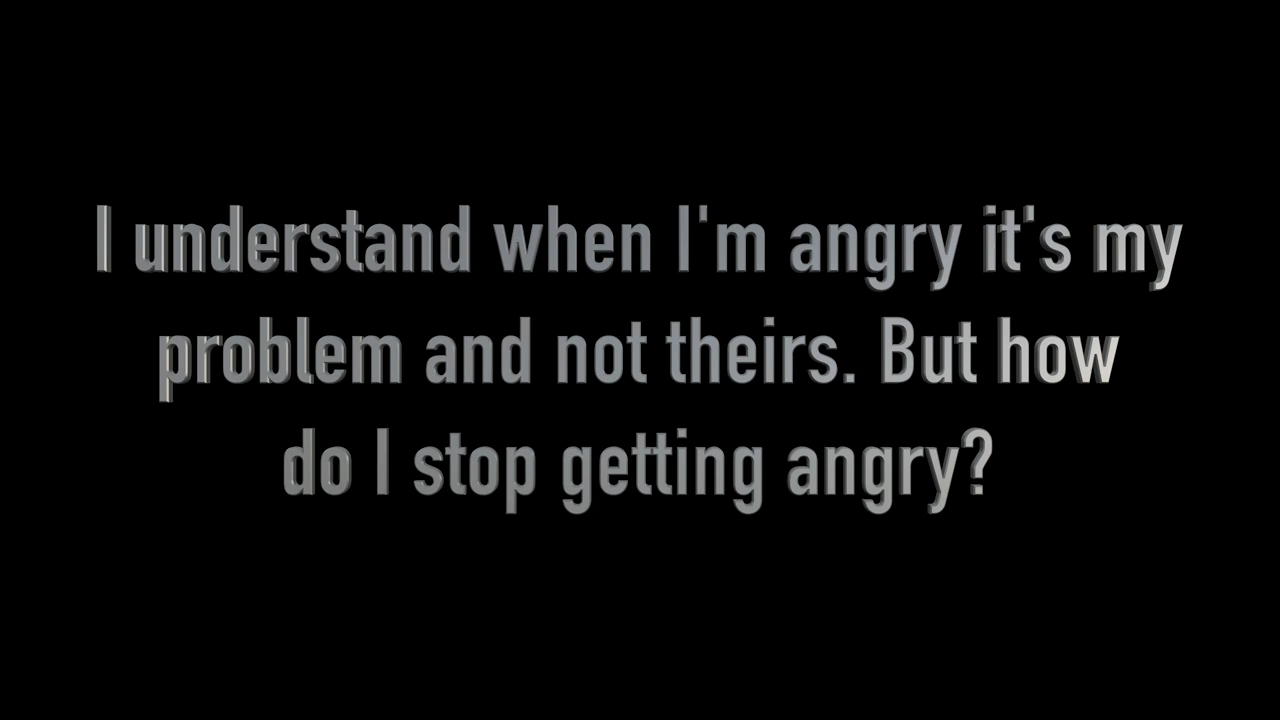 I understand when I'm angry it's my
problem and not theirs. But how
do I stop getting angry?